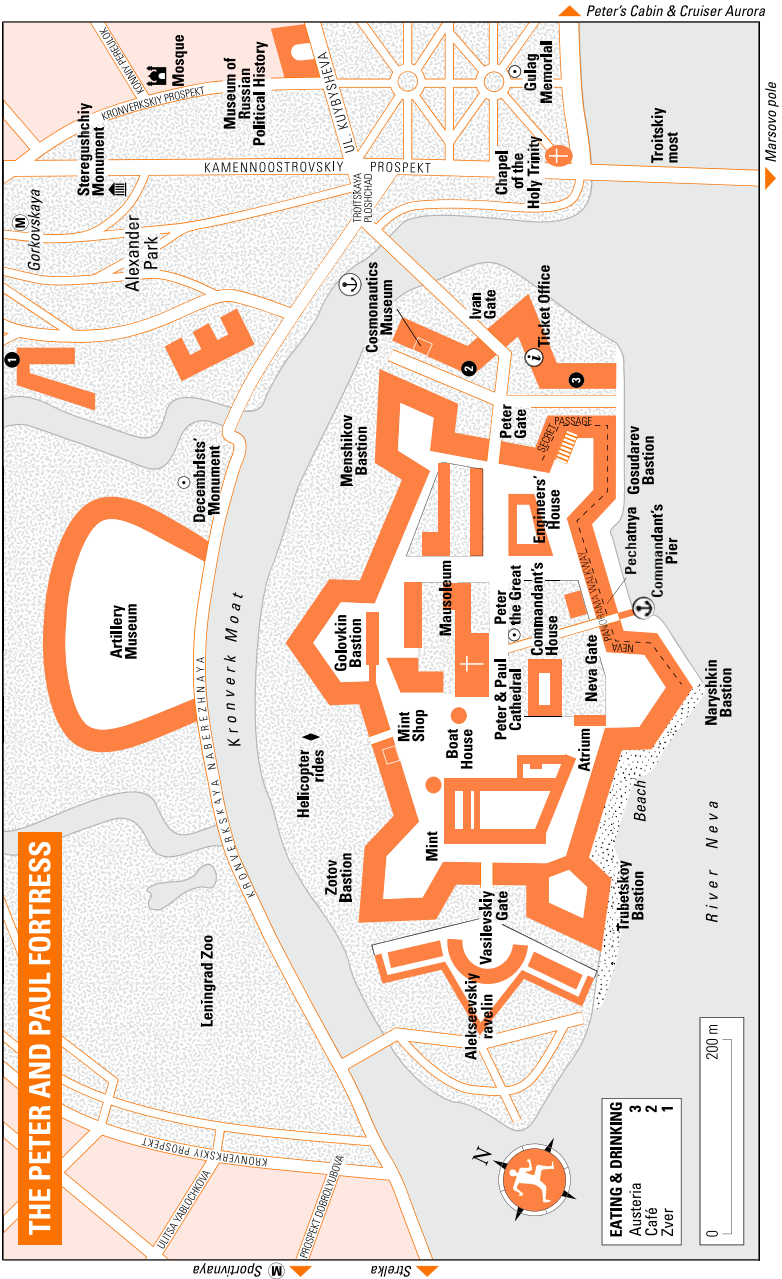 THE PETER AND PAUL FORTRESS
Peter's Cabin & Cruiser Aurora
Marsovo pole
KONNIY PEREULOK
Mosque
KRONVERKSKIY PROSPEKT
Museum of
Russian
Political History
UL KUYBYSHEVA
Gulag
Memorial
Steregushchiy
Monument
KAMENNOOSTROVSKIY PROSPEKT
TROITSKAYA
PLOSHCHAD
Chapel
of the
Holy Trinity
Troitskiy
most
M
Gorkovskaya
Alexander
Park
1
Cosmonautics
Museum
2
Ivan
Gate
i
Ticket Office
3
Decembrists'
Monument
Menshikov
Bastion
Peter
Gate
SECRET PASSAGE
Gosudarev
Bastion
Engineers'
House
Artillery
Museum
Kronverk Moat
KRONVERKSKAYA NABEREZHNAYA
Golovkin
Bastion
Mausoleum
Peter
the Great
Commandant's
House
Pechatnya
Commandant's
Pier
NEVA PANORAMA WALKWAY
Neva Gate
Naryshkin
Bastion
Peter & Paul
Cathedral
Mint
Shop
Boat
House
Helicopter
rides
Atrium
Beach
River Neva
Mint
Zotov
Bastion
Vasilevskiy
Gate
Trubetskoy
Bastion
Alekseevskiy
ravelin
Leningrad Zoo
KRONVERKSKIY PROSPEKT
ULITSA YABLOCHKOVA
PROSPEKT DOBROLYUBOVA
M Sportivnaya
Strelka
N
EATING & DRINKING
Austeria 3
Café 2
Zver 1
0 200 m